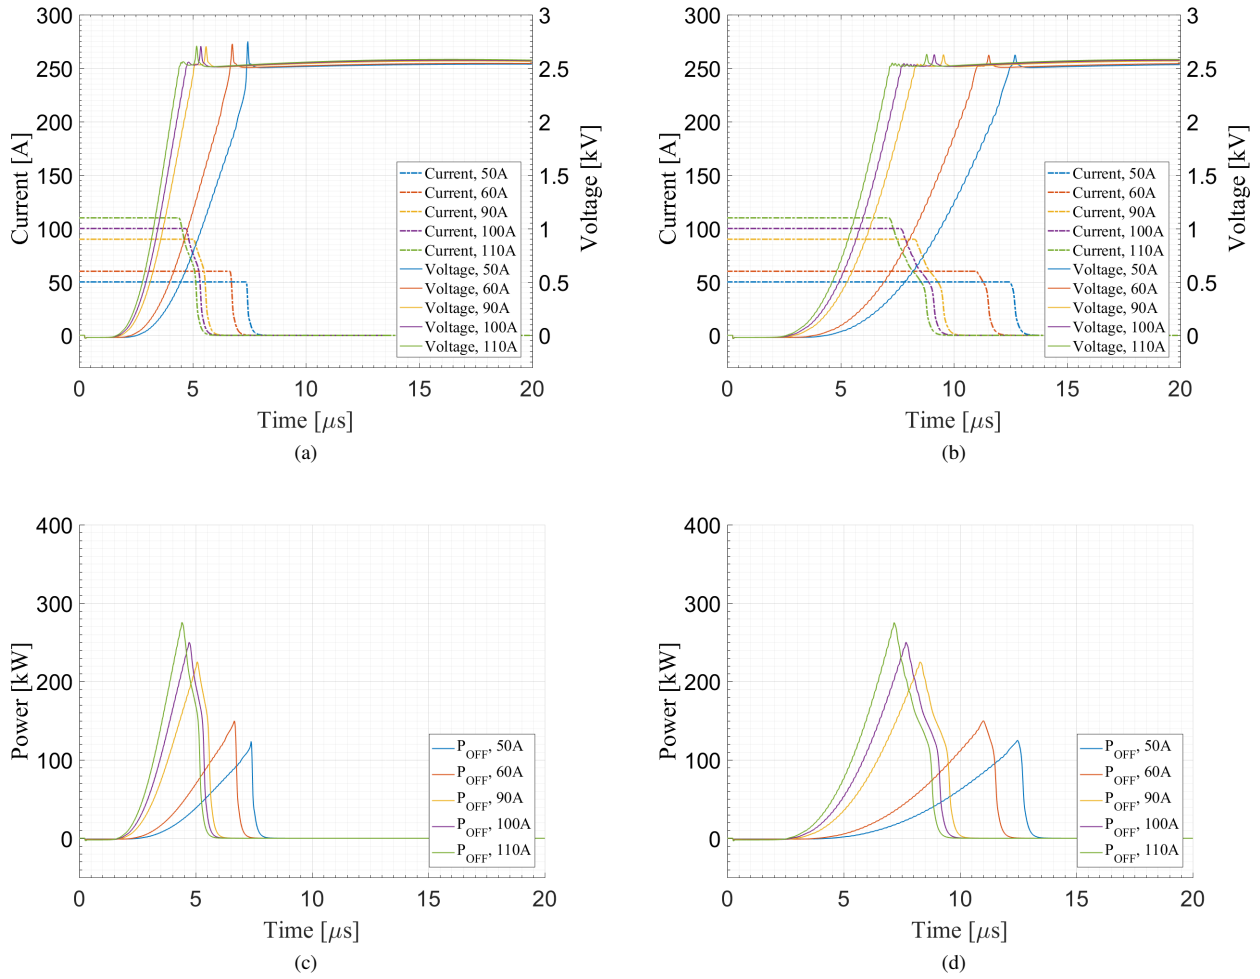 300
250
200
150
100
50
0
Current [A]
3
2.5
2
1.5
1
0.5
0
Voltage [kV]
Current, 50A
Current, 60A
Current, 90A
Current, 100A
Current, 110A
Voltage, 50A
Voltage, 60A
Voltage, 90A
Voltage, 100A
Voltage, 110A
0 5 10 15 20
Time [μs]
(a)
300
250
200
150
100
50
0
Current [A]
3
2.5
2
1.5
1
0.5
0
Voltage [kV]
Current, 50A
Current, 60A
Current, 90A
Current, 100A
Current, 110A
Voltage, 50A
Voltage, 60A
Voltage, 90A
Voltage, 100A
Voltage, 110A
0 5 10 15 20
Time [μs]
(b)
400
300
200
100
0
Power [kW]
P_OFF, 50A
P_OFF, 60A
P_OFF, 90A
P_OFF, 100A
P_OFF, 110A
0 5 10 15 20
Time [μs]
(c)
400
300
200
100
0
Power [kW]
P_OFF, 50A
P_OFF, 60A
P_OFF, 90A
P_OFF, 100A
P_OFF, 110A
0 5 10 15 20
Time [μs]
(d)